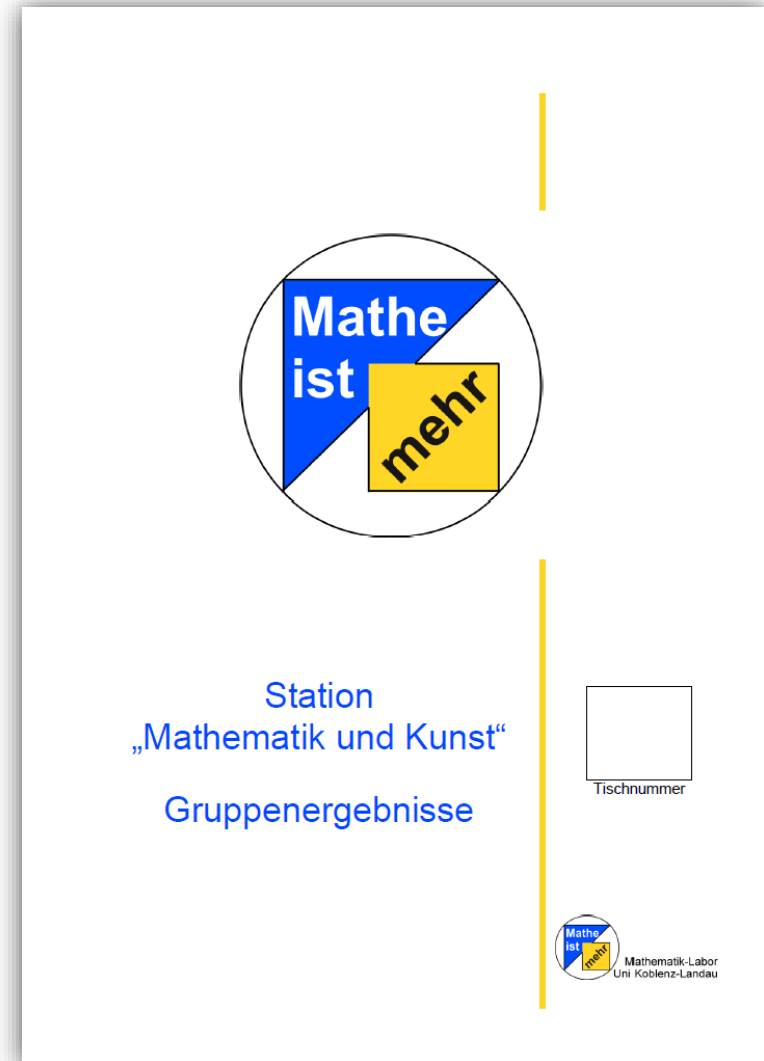 Mathe
ist
mehr
Station
„Mathematik und Kunst“
Gruppenergebnisse
Tischnummer
Mathe
ist
mehr
Mathematik-Labor
Uni Koblenz-Landau